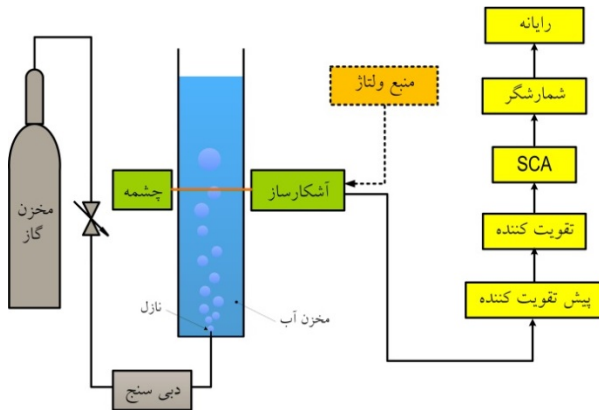 رایانه
منبع ولتاژ
شمارشگر
SCA
چشمه
آشکارساز
مخزن
گاز
تقویت کننده
پیش تقویت کننده
نازل
مخزن آب
دبی سنج